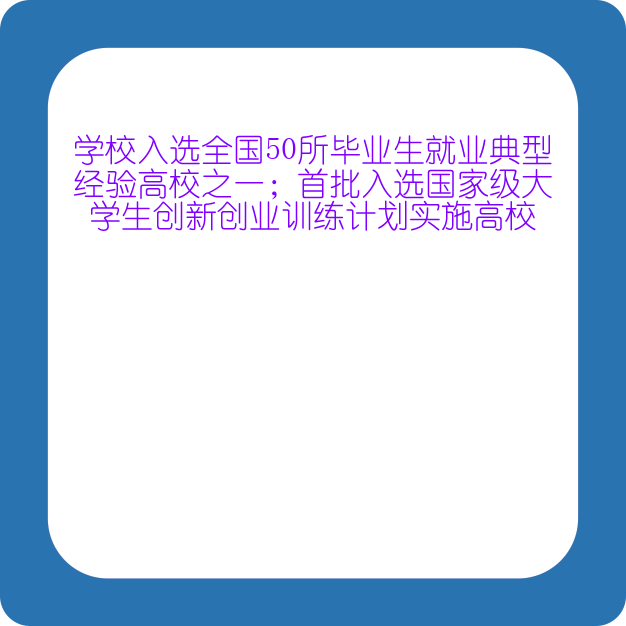 学校入选全国50所毕业生就业典型
经验高校之一；首批入选国家级大
学生创新创业训练计划实施高校